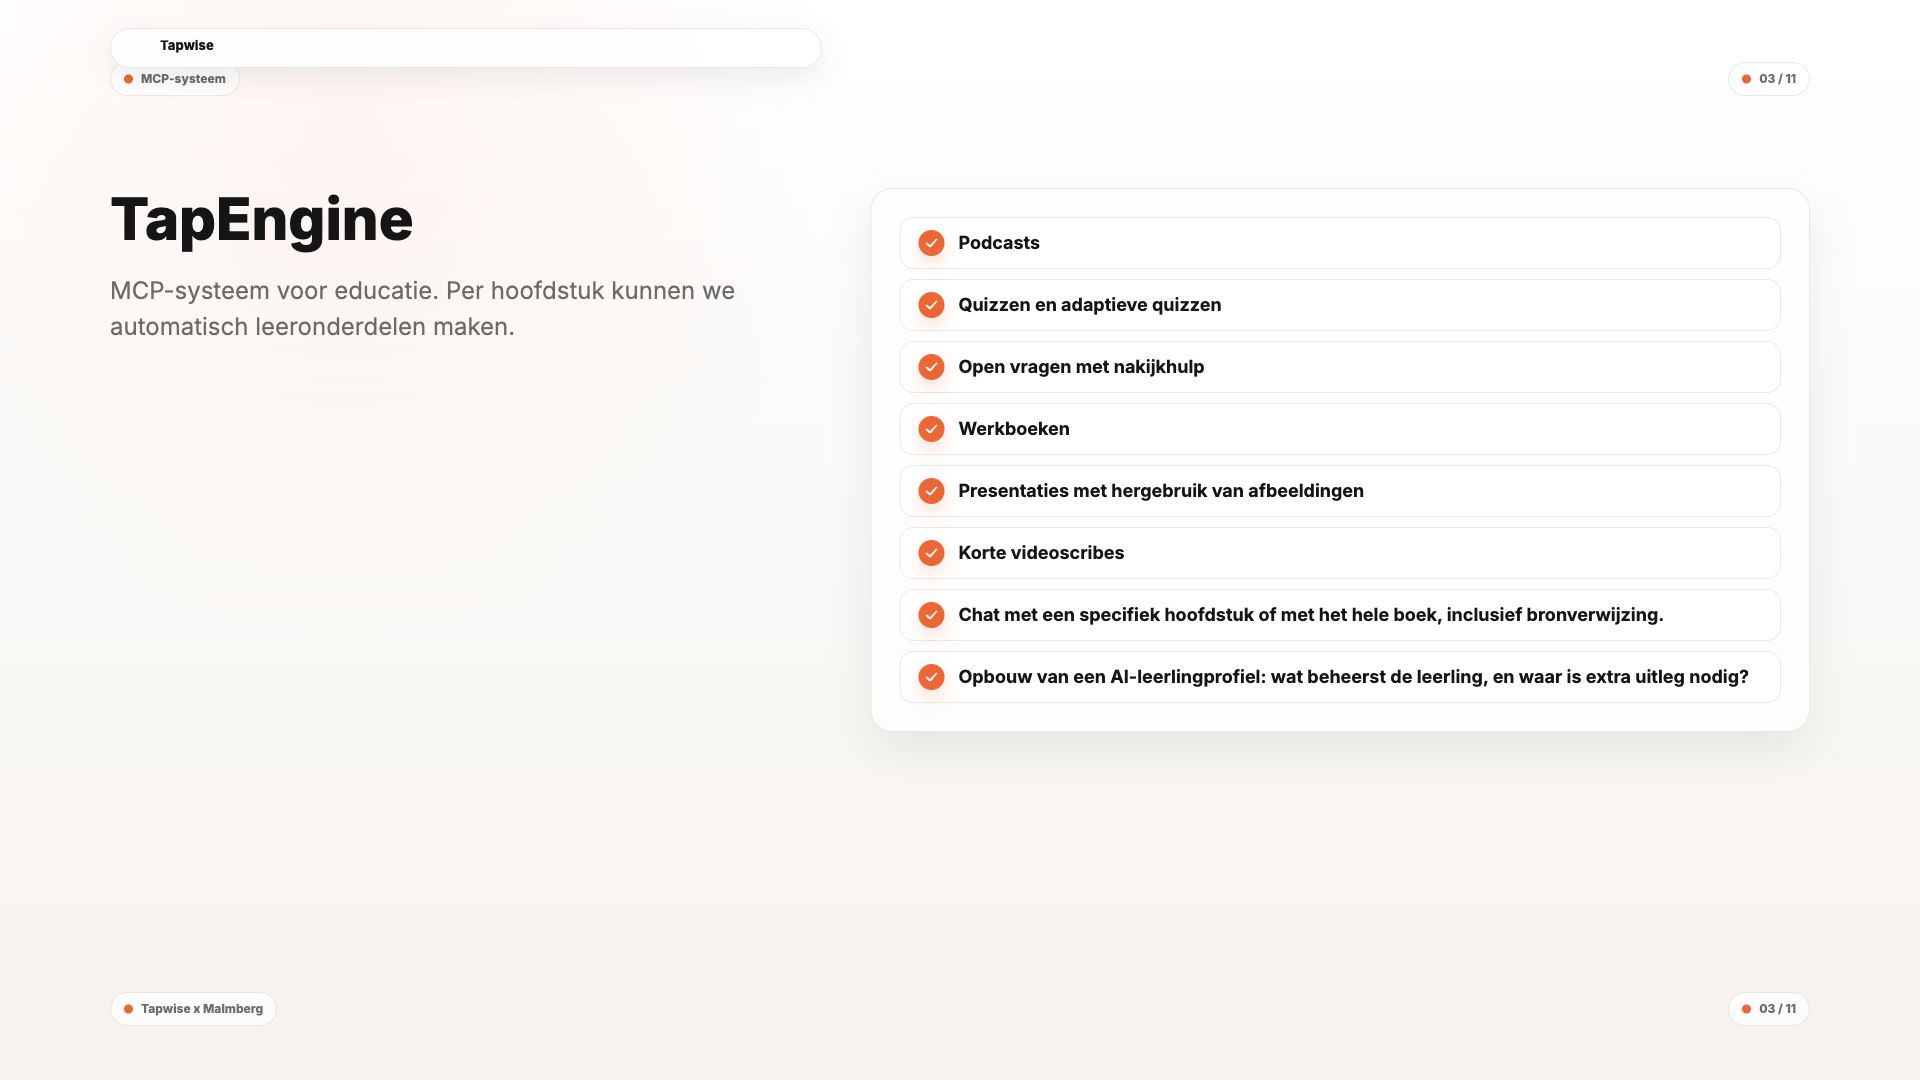 Tapwise
MCP-systeem
03 / 11
TapEngine
MCP-systeem voor educatie. Per hoofdstuk kunnen we
automatisch leeronderdelen maken.
Podcasts
Quizzen en adaptieve quizzen
Open vragen met nakijkhulp
Werkboeken
Presentaties met hergebruik van afbeeldingen
Korte videoscribes
Chat met een specifiek hoofdstuk of met het hele boek, inclusief bronverwijzing.
Opbouw van een AI-leerlingprofiel: wat beheerst de leerling, en waar is extra uitleg nodig?
Tapwise x Malmberg
03 / 11